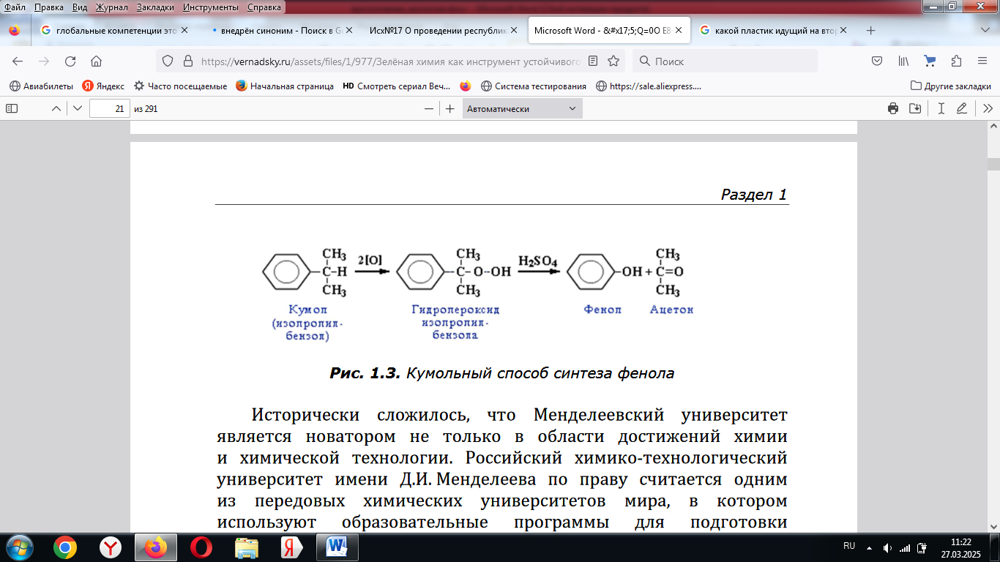 Файл Правка Вид Журнал Закладки Инструменты Справка
глобальные компетенции это
внедрён синоним - Поиск в Go
Исх№17 О проведении республик
Microsoft Word - &#x17;5;Q=0O E8
какой пластик идущий на втор
https://vernadsky.ru/assets/files/1/977/Зелёная химия как инструмент устойчивого
Поиск
Авиабилеты Яндекс Часто посещаемые Начальная страница HD Смотреть сериал Веч... Система тестирования https://sale.aliexpress.... Другие закладки
21 из 291 Автоматически
Раздел 1
CH3 CH3 CH3
2[O] H2SO4
C–H C–O–OH OH + C=O
CH3 CH3 CH3
Кумол Гидропероксид Фенол Ацетон
(изопропил- изопропил-
бензол) бензола
Рис. 1.3. Кумольный способ синтеза фенола
Исторически сложилось, что Менделеевский университет
является новатором не только в области достижений химии
и химической технологии. Российский химико-технологический
университет имени Д.И. Менделеева по праву считается одним
из передовых химических университетов мира, в котором
используют образовательные программы для подготовки
RU
11:22
27.03.2025